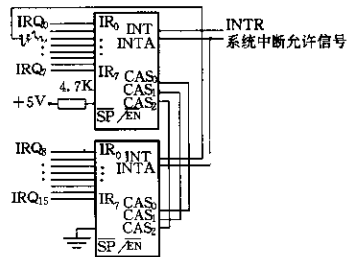 IRQ₀ IR₀ INT INTR
INTA 系统中断允许信号
IRQ₇ IR₇ CAS₀
4.7K CAS₁
+5V CAS₂
SP/EN
IRQ₈ IR₀ INT
INTA
IRQ₁₅ IR₇ CAS₀
CAS₁
CAS₂
SP/EN